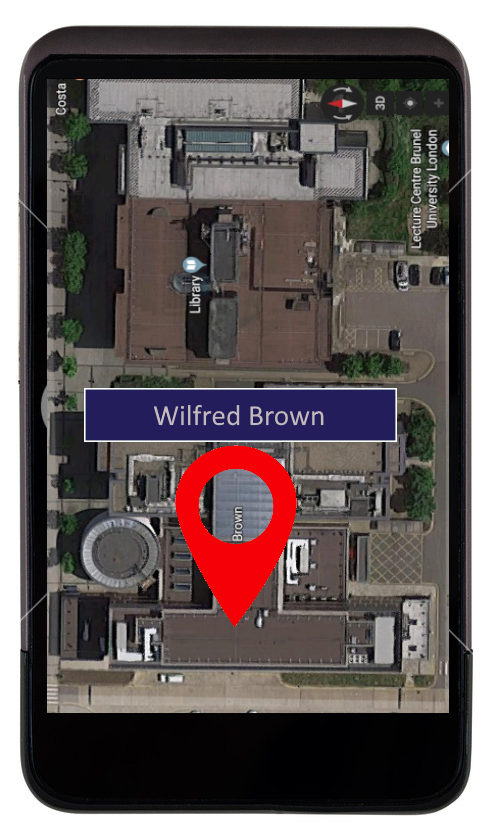 Costa
3D
Lecture Centre Brunel
University London
Library
Wilfred Brown
Brown